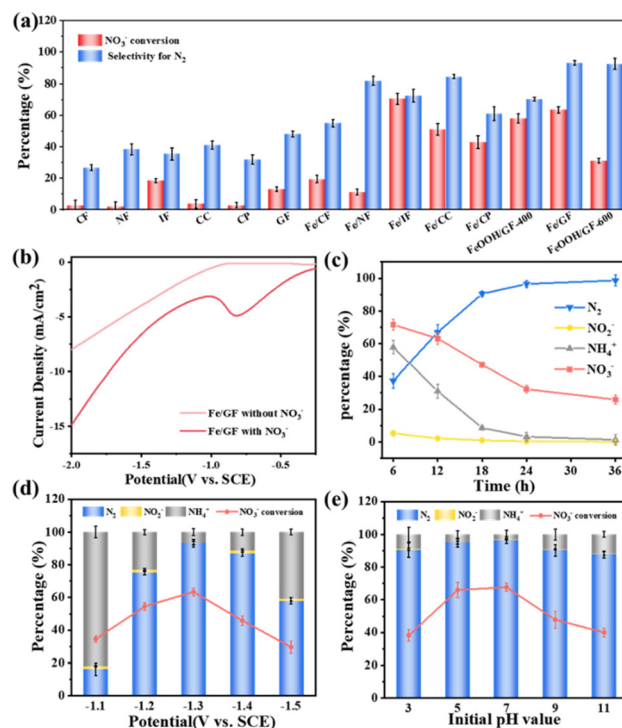 (a)
NO₃⁻ conversion
Selectivity for N₂
Percentage (%)
100
80
60
40
20
0
CF NF IF CC CP GF Fe/CF Fe/NF Fe/IF Fe/CC Fe/CP FeOOH/GF-400 Fe/GF FeOOH/GF-600
(b)
Current Density (mA/cm²)
0
-5
-10
-15
Fe/GF without NO₃⁻
Fe/GF with NO₃⁻
-2.0 -1.5 -1.0 -0.5
Potential(V vs. SCE)
(c)
percentage (%)
100
80
60
40
20
0
N₂
NO₂⁻
NH₄⁺
NO₃⁻
6 12 18 24 30 36
Time (h)
(d)
N₂ NO₂⁻ NH₄⁺ NO₃⁻ conversion
Percentage (%)
120
100
80
60
40
20
0
-1.1 -1.2 -1.3 -1.4 -1.5
Potential(V vs. SCE)
(e)
N₂ NO₂⁻ NH₄⁺ NO₃⁻ conversion
Percentage (%)
120
100
80
60
40
20
0
3 5 7 9 11
Initial pH value